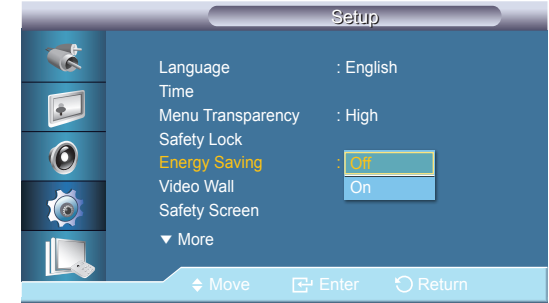 Setup
Language : English
Time
Menu Transparency : High
Safety Lock
Energy Saving : Off
On
Video Wall
Safety Screen
▼ More
Move Enter Return